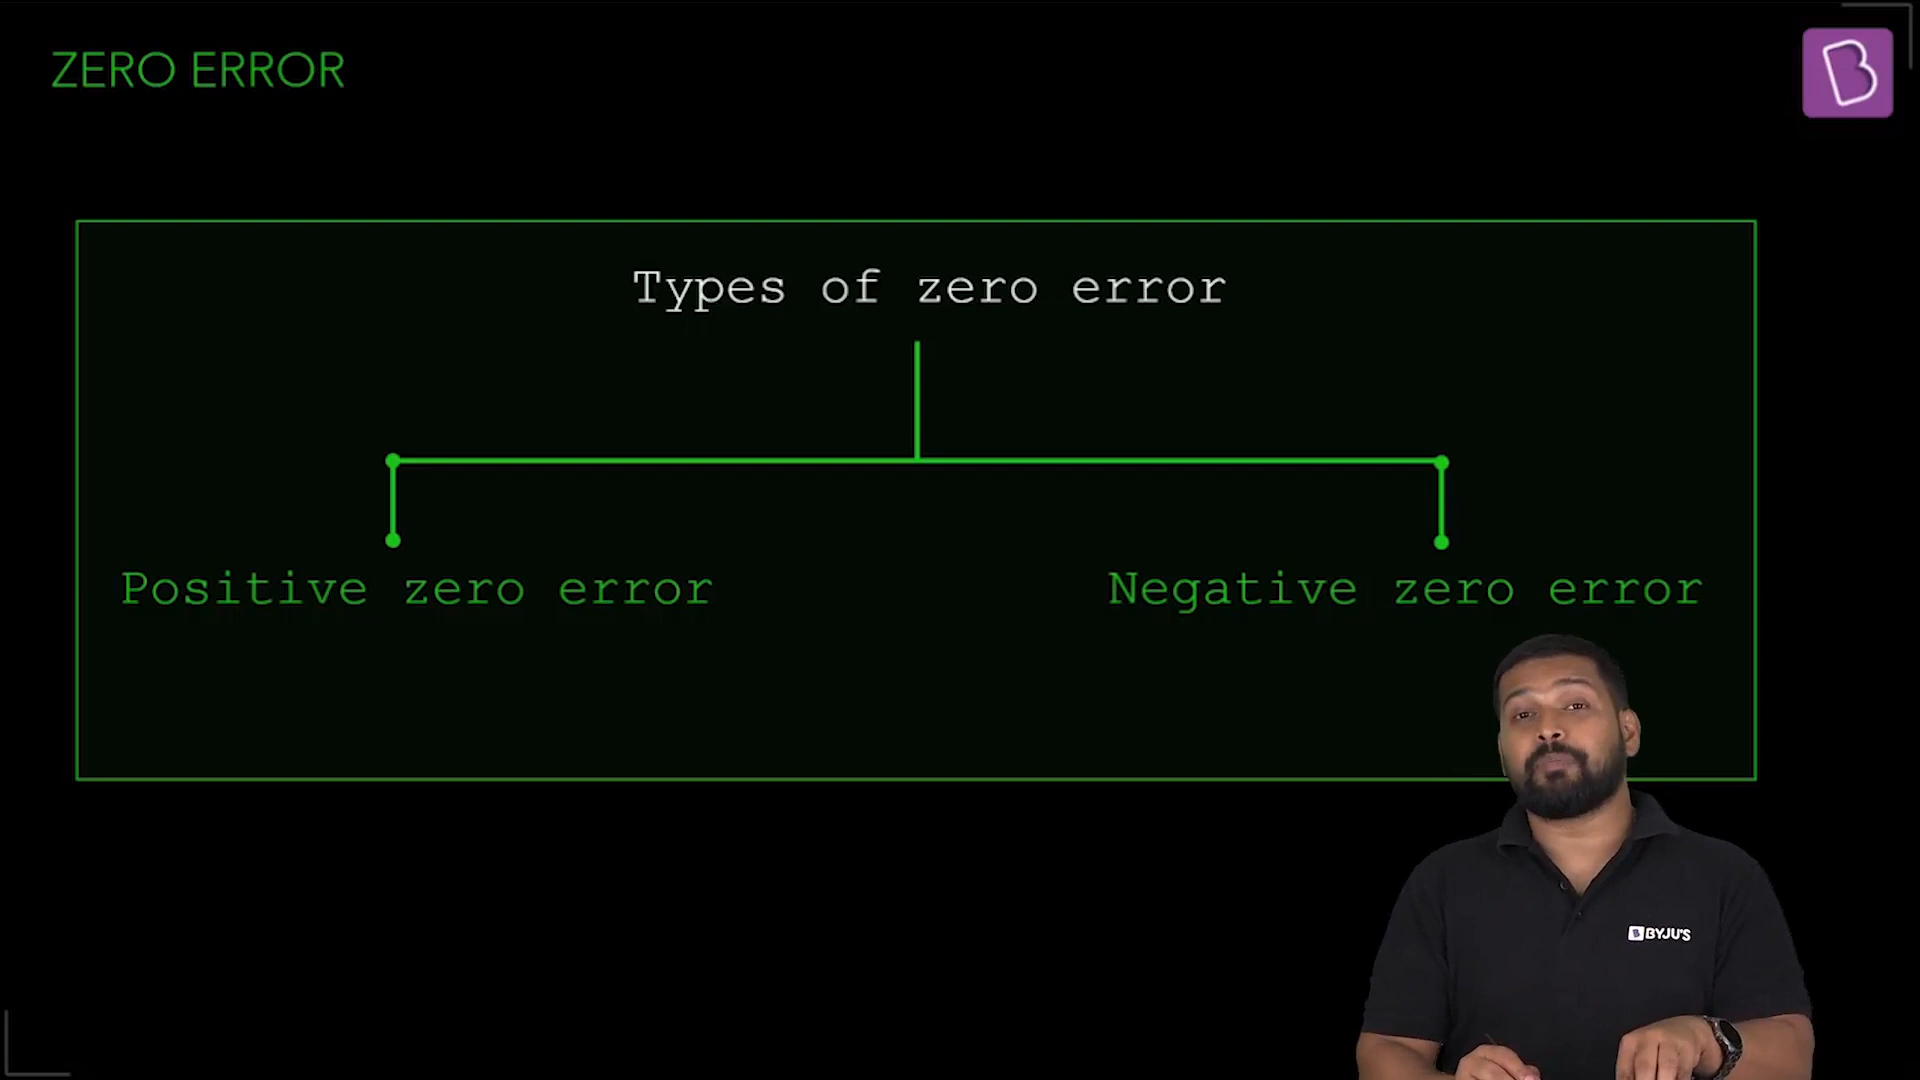 ZERO ERROR
B
Types of zero error
Positive zero error
Negative zero error
B BYJU'S